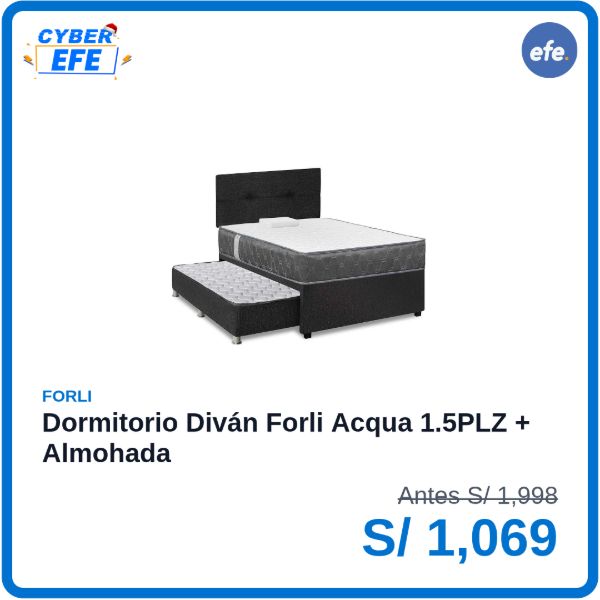 CYBER
EFE
efe.
FORLI
Dormitorio Diván Forli Acqua 1.5PLZ +
Almohada
Antes S/ 1,998
S/ 1,069